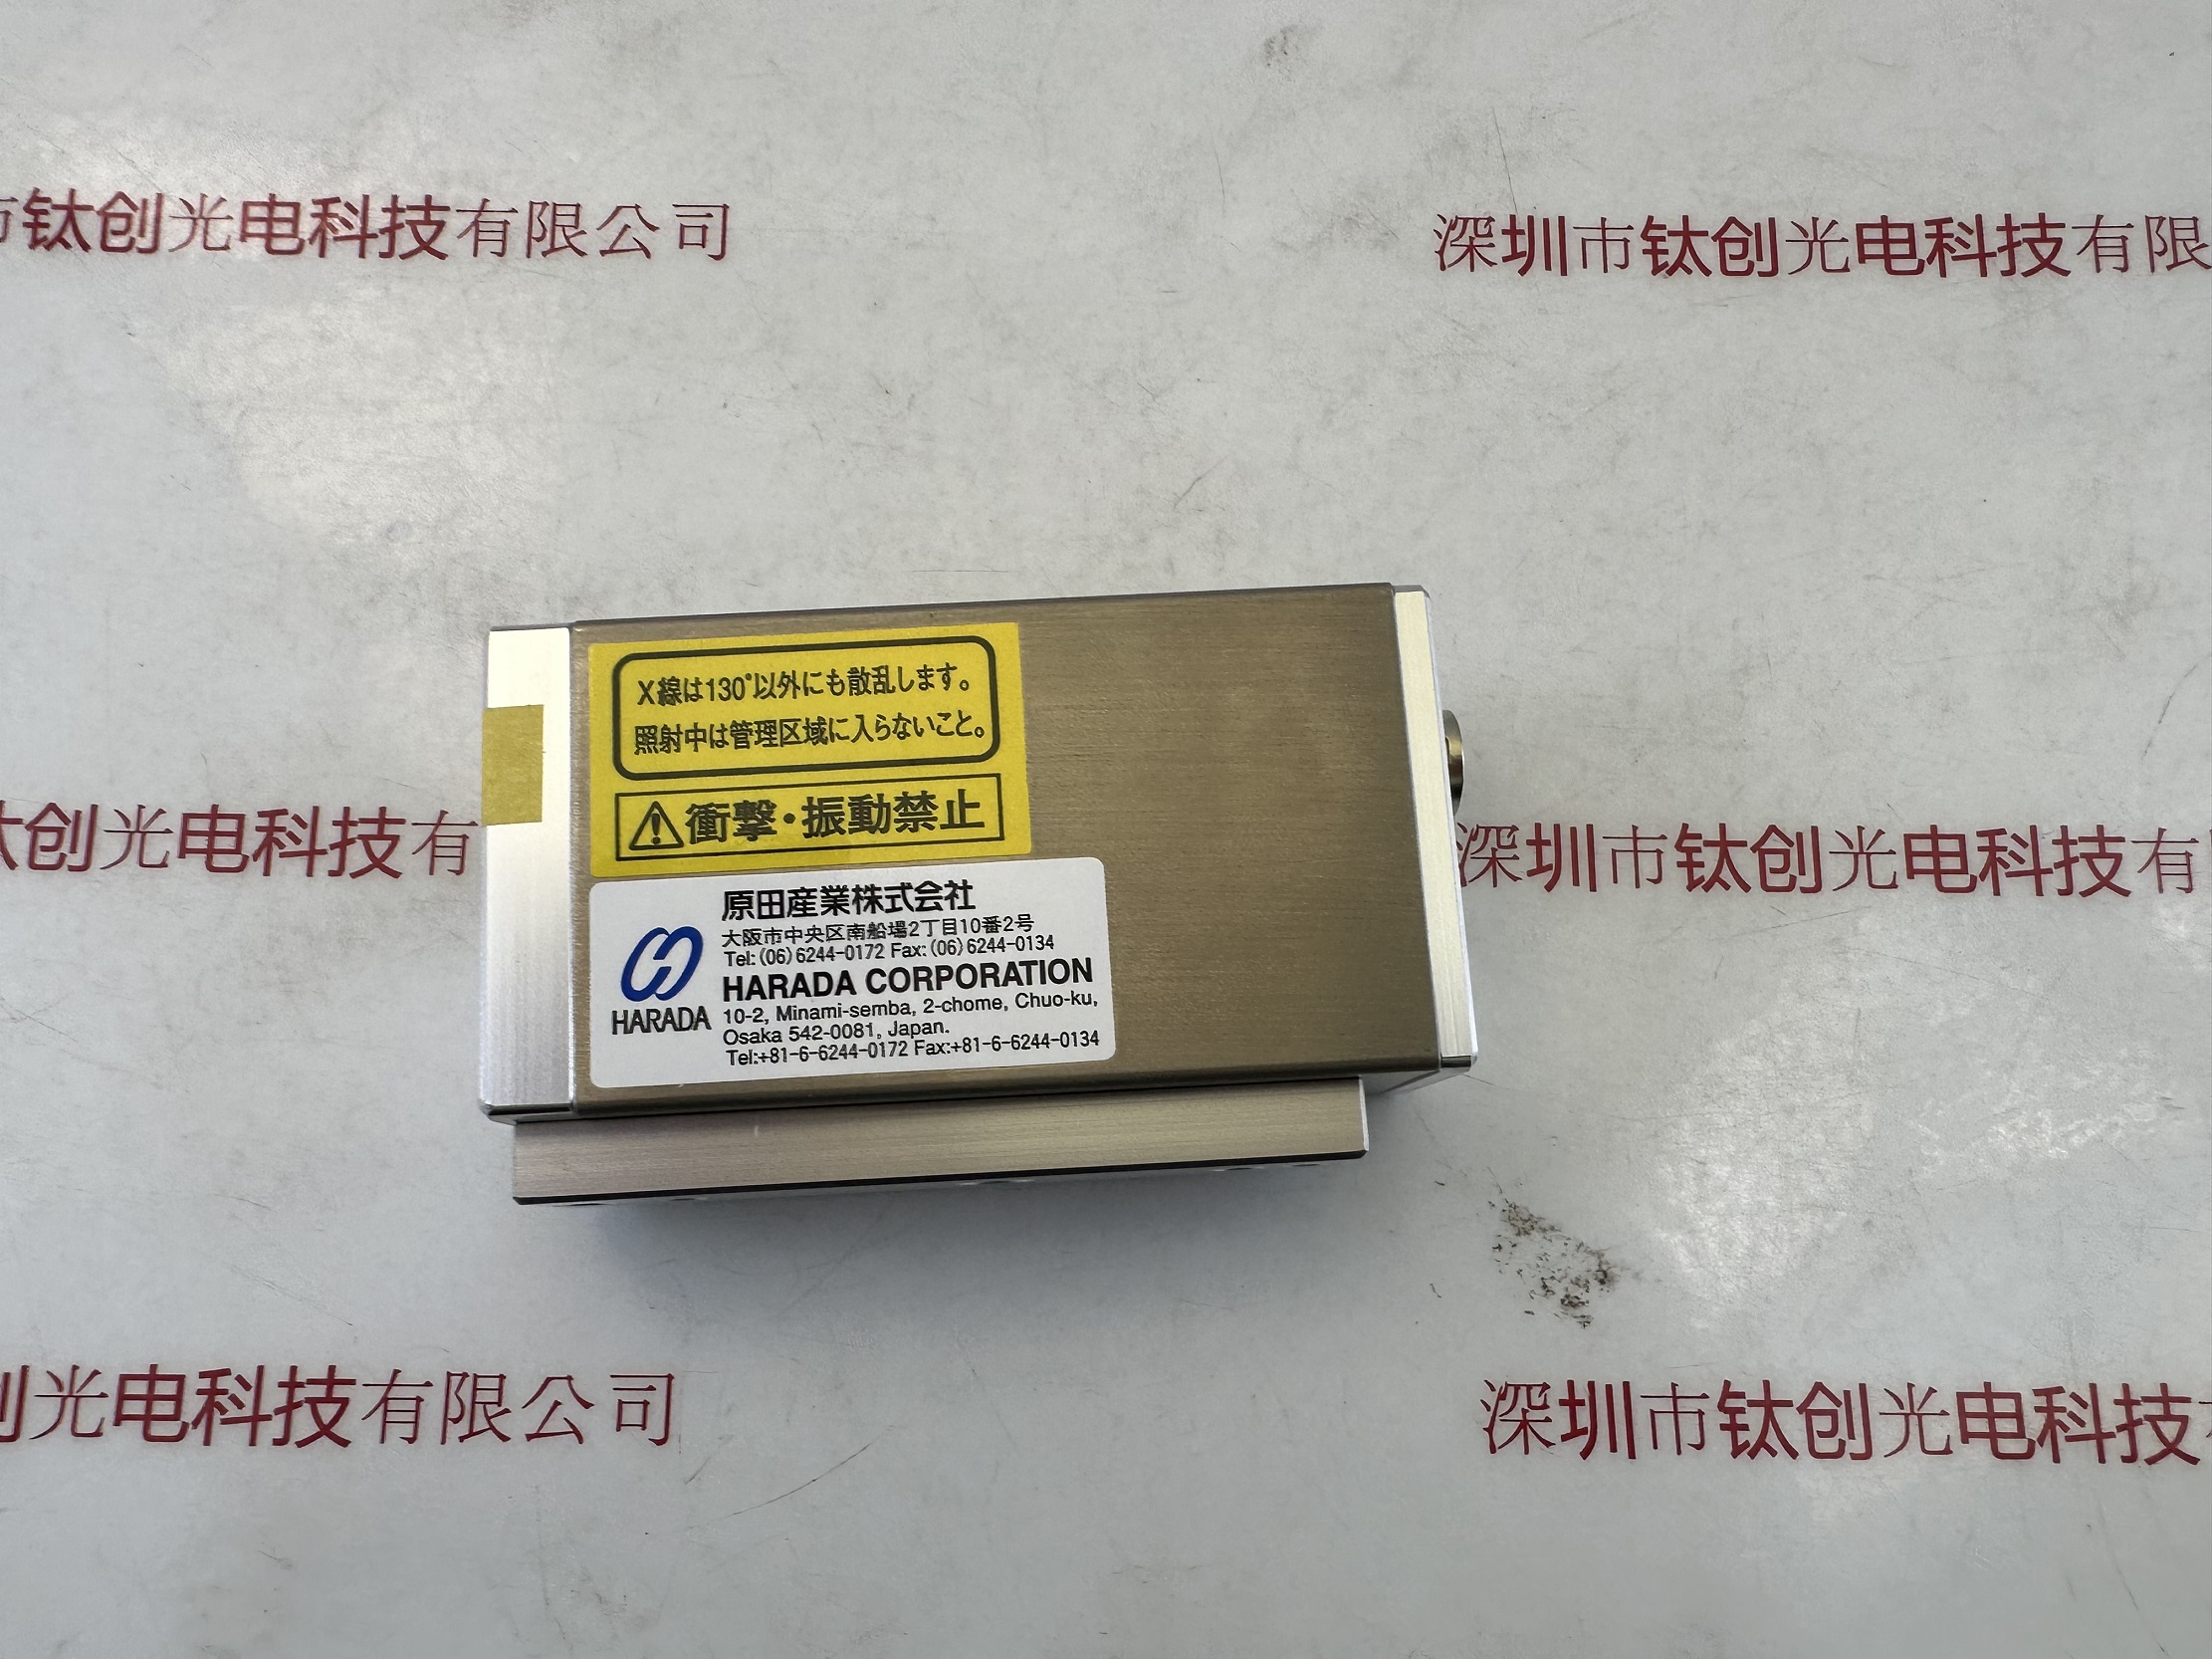 市钛创光电科技有限公司
深圳市钛创光电科技有限
X線は130°以外にも散乱します。
照射中は管理区域に入らないこと。
衝撃・振動禁止
钛创光电科技有
深圳市钛创光电科技有
原田産業株式会社
大阪市中央区南船場2丁目10番2号
Tel:(06)6244-0172 Fax:(06)6244-0134
HARADA CORPORATION
10-2, Minami-semba, 2-chome, Chuo-ku,
Osaka 542-0081, Japan.
Tel:+81-6-6244-0172 Fax:+81-6-6244-0134
HARADA
创光电科技有限公司
深圳市钛创光电科技